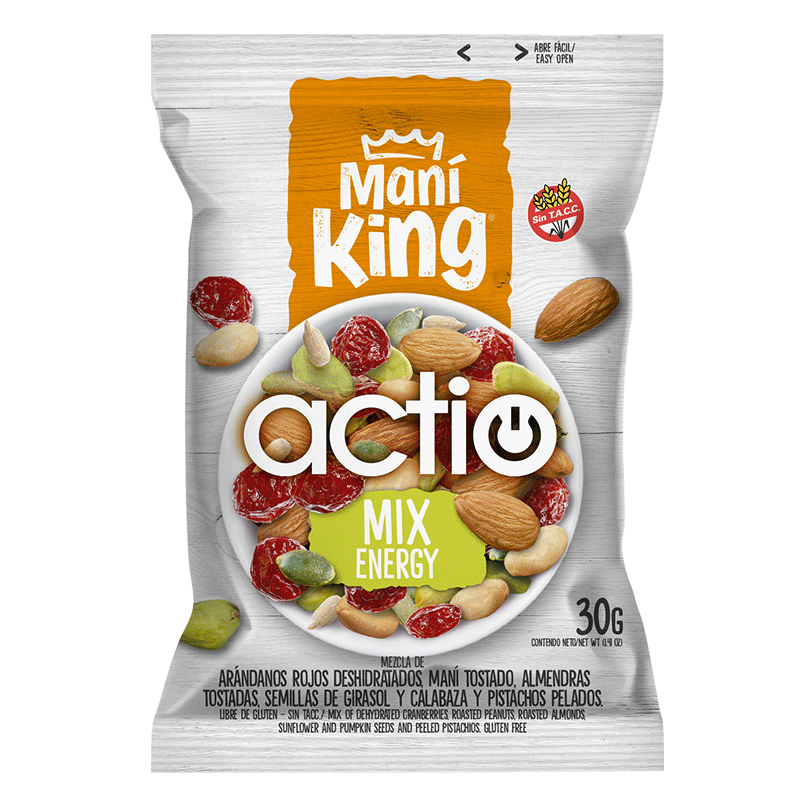 < > ABRE FÁCIL/
EASY OPEN
Maní
King®
Sin T.A.C.C.
actio
MIX
ENERGY
30G
CONTENIDO NETO/NET WT (1.41 OZ)
MEZCLA DE
ARÁNDANOS ROJOS DESHIDRATADOS, MANÍ TOSTADO, ALMENDRAS
TOSTADAS, SEMILLAS DE GIRASOL Y CALABAZA Y PISTACHOS PELADOS.
LIBRE DE GLUTEN - SIN TACC./ MIX OF DEHYDRATED CRANBERRIES, ROASTED PEANUTS, ROASTED ALMONDS,
SUNFLOWER AND PUMPKIN SEEDS AND PEELED PISTACHIOS. GLUTEN FREE